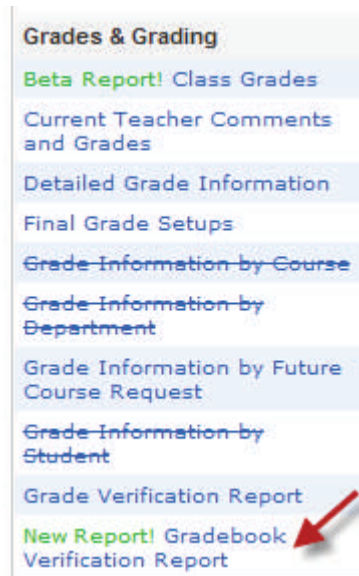 Grades & Grading
Beta Report! Class Grades
Current Teacher Comments
and Grades
Detailed Grade Information
Final Grade Setups
Grade Information by Course
Grade Information by
Department
Grade Information by Future
Course Request
Grade Information by
Student
Grade Verification Report
New Report! Gradebook
Verification Report